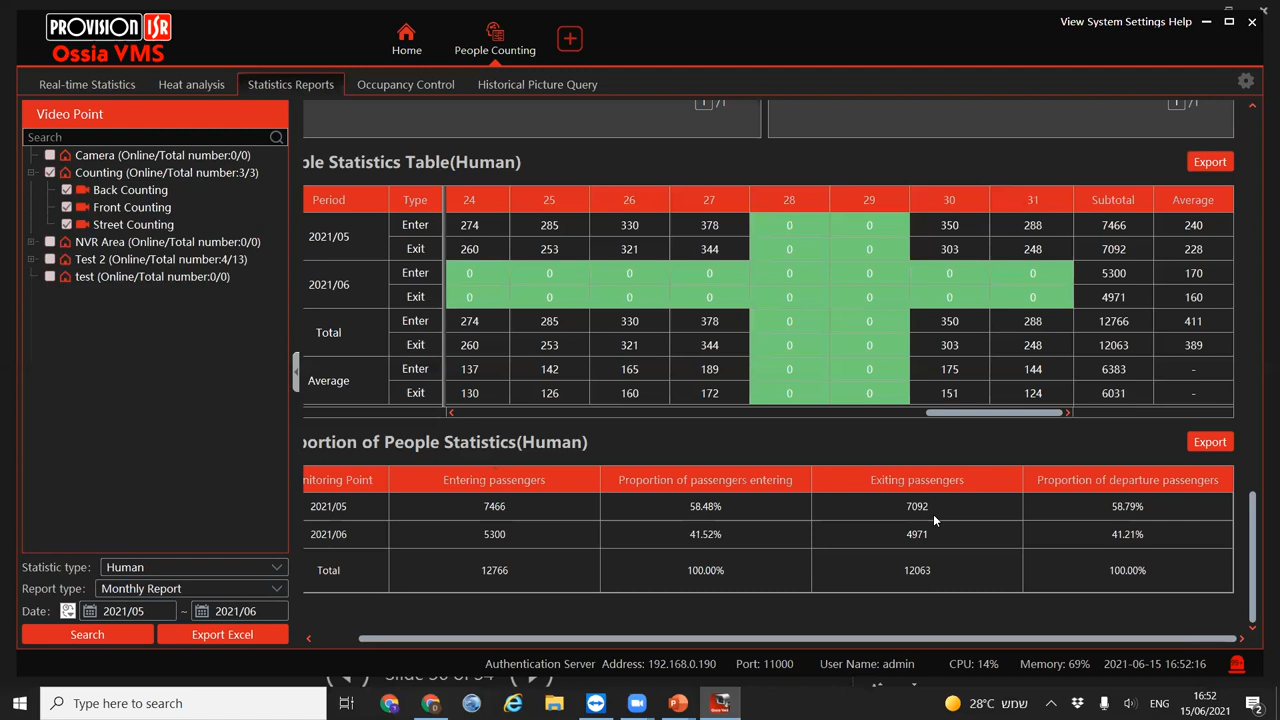 PROVISION ISR
Ossia VMS
Home
People Counting
View System Settings Help
Real-time Statistics
Heat analysis
Statistics Reports
Occupancy Control
Historical Picture Query
Video Point
Search
Camera (Online/Total number:0/0)
Counting (Online/Total number:3/3)
Back Counting
Front Counting
Street Counting
NVR Area (Online/Total number:0/0)
Test 2 (Online/Total number:4/13)
test (Online/Total number:0/0)
Statistic type: Human
Report type: Monthly Report
Date: 2021/05 ~ 2021/06
Search Export Excel
1 /1 1 /1
ple Statistics Table(Human) Export
Period Type 24 25 26 27 28 29 30 31 Subtotal Average
2021/05 Enter 274 285 330 378 0 0 350 288 7466 240
Exit 260 253 321 344 0 0 303 248 7092 228
2021/06 Enter 0 0 0 0 0 0 0 0 5300 170
Exit 0 0 0 0 0 0 0 0 4971 160
Total Enter 274 285 330 378 0 0 350 288 12766 411
Exit 260 253 321 344 0 0 303 248 12063 389
Average Enter 137 142 165 189 0 0 175 144 6383 -
Exit 130 126 160 172 0 0 151 124 6031 -
portion of People Statistics(Human) Export
nitoring Point Entering passengers Proportion of passengers entering Exiting passengers Proportion of departure passengers
2021/05 7466 58.48% 7092 58.79%
2021/06 5300 41.52% 4971 41.21%
Total 12766 100.00% 12063 100.00%
Authentication Server Address: 192.168.0.190 Port: 11000 User Name: admin CPU: 14% Memory: 69% 2021-06-15 16:52:16
99+
Type here to search
28°C שמש
ENG
16:52
15/06/2021
2